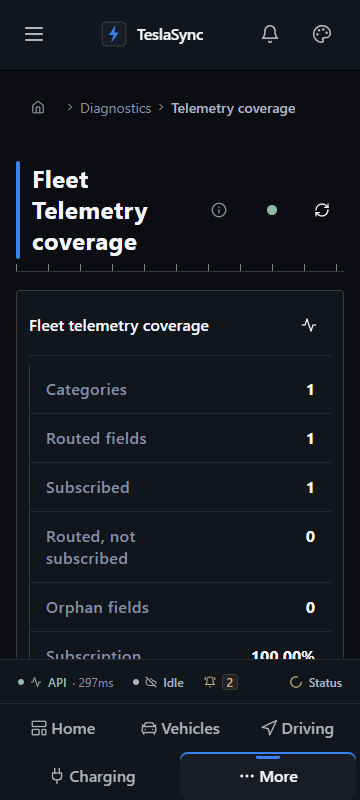 TeslaSync
Diagnostics Telemetry coverage
Fleet
Telemetry
coverage
Fleet telemetry coverage
Categories 1
Routed fields 1
Subscribed 1
Routed, not
subscribed 0
Orphan fields 0
Subscription 100.00%
API · 297ms Idle 2 Status
Home Vehicles Driving
Charging More